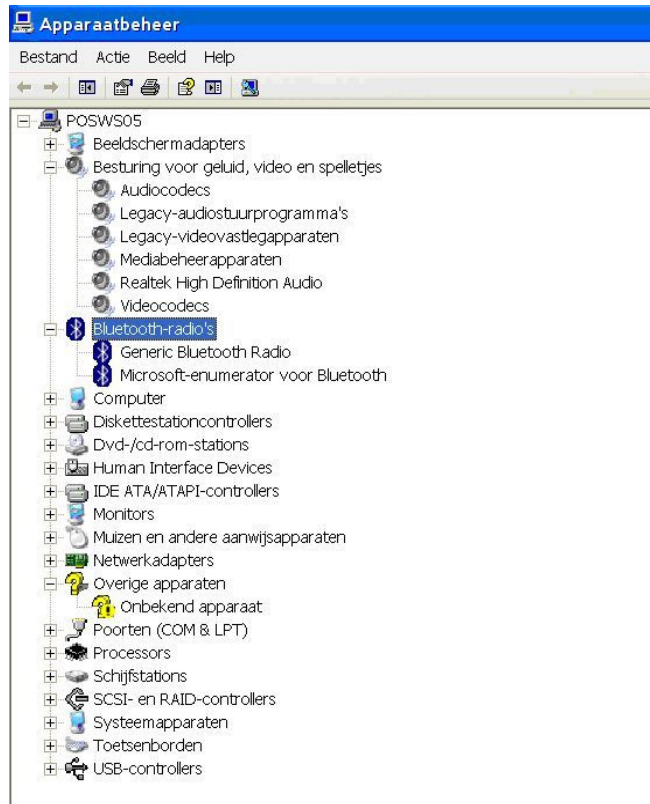 Apparaatbeheer
Bestand Actie Beeld Help
POSWS05
Beeldschermadapters
Besturing voor geluid, video en spelletjes
Audiocodecs
Legacy-audiostuurprogramma's
Legacy-videovastlegapparaten
Mediabeheerapparaten
Realtek High Definition Audio
Videocodecs
Bluetooth-radio's
Generic Bluetooth Radio
Microsoft-enumerator voor Bluetooth
Computer
Diskettestationcontrollers
Dvd-/cd-rom-stations
Human Interface Devices
IDE ATA/ATAPI-controllers
Monitors
Muizen en andere aanwijsapparaten
Netwerkadapters
Overige apparaten
Onbekend apparaat
Poorten (COM & LPT)
Processors
Schijfstations
SCSI- en RAID-controllers
Systeemapparaten
Toetsenborden
USB-controllers